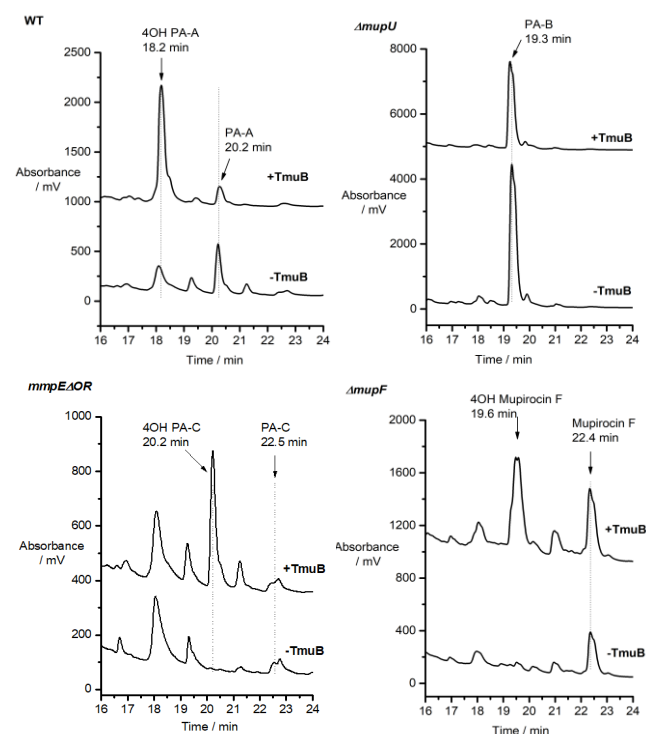 WT
4OH PA-A
18.2 min
PA-A
20.2 min
2500
2000
1500
1000
500
0
Absorbance
/ mV
+TmuB
-TmuB
16 17 18 19 20 21 22 23 24
Time / min
ΔmupU
PA-B
19.3 min
8000
6000
4000
2000
0
Absorbance
/ mV
+TmuB
-TmuB
16 17 18 19 20 21 22 23 24
Time / min
mmpEΔOR
4OH PA-C
20.2 min
PA-C
22.5 min
1000
800
600
400
200
0
Absorbance
/ mV
+TmuB
-TmuB
16 17 18 19 20 21 22 23 24
Time / min
ΔmupF
4OH Mupirocin F
19.6 min
Mupirocin F
22.4 min
2000
1600
1200
800
400
0
Absorbance
/ mV
+TmuB
-TmuB
16 17 18 19 20 21 22 23 24
Time / min